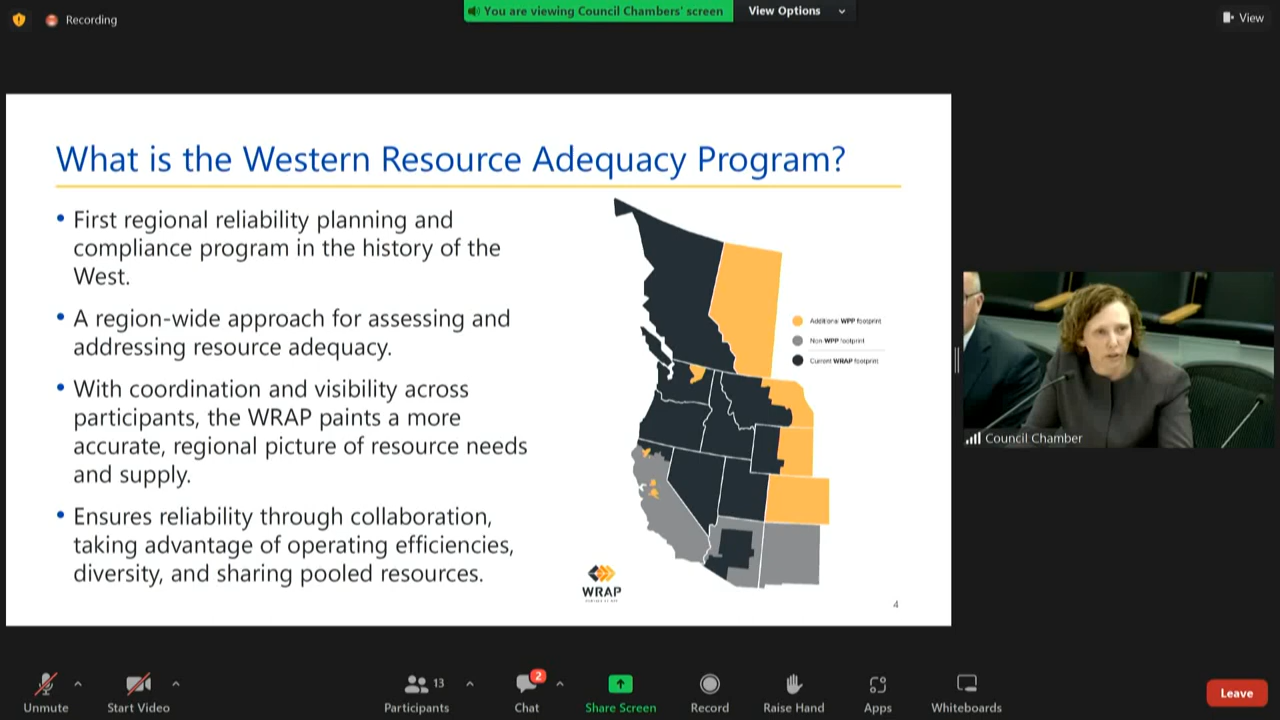 Recording
You are viewing Council Chambers' screen
View Options
View
What is the Western Resource Adequacy Program?
• First regional reliability planning and
compliance program in the history of the
West.
• A region-wide approach for assessing and
addressing resource adequacy.
• With coordination and visibility across
participants, the WRAP paints a more
accurate, regional picture of resource needs
and supply.
• Ensures reliability through collaboration,
taking advantage of operating efficiencies,
diversity, and sharing pooled resources.
Additional WPP footprint
Non WPP footprint
Current WRAP footprint
WRAP
4
Council Chamber
Unmute
Start Video
13
Participants
2
Chat
Share Screen
Record
Raise Hand
Apps
Whiteboards
Leave